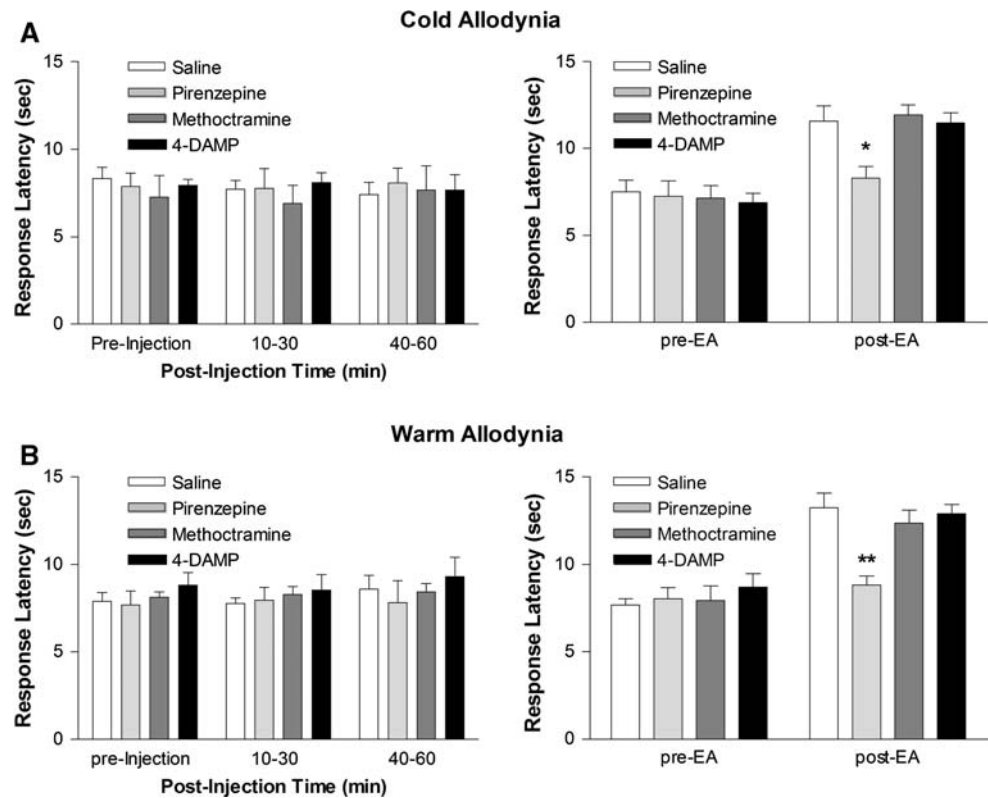 Cold Allodynia
A
Response Latency (sec)
15
10
5
0
Saline
Pirenzepine
Methoctramine
4-DAMP
Pre-Injection 10-30 40-60
Post-Injection Time (min)
Response Latency (sec)
15
10
5
0
Saline
Pirenzepine
Methoctramine
4-DAMP
*
pre-EA post-EA
Warm Allodynia
B
Response Latency (sec)
15
10
5
0
Saline
Pirenzepine
Methoctramine
4-DAMP
pre-Injection 10-30 40-60
Post-Injection Time (min)
Response Latency (sec)
15
10
5
0
Saline
Pirenzepine
Methoctramine
4-DAMP
**
pre-EA post-EA